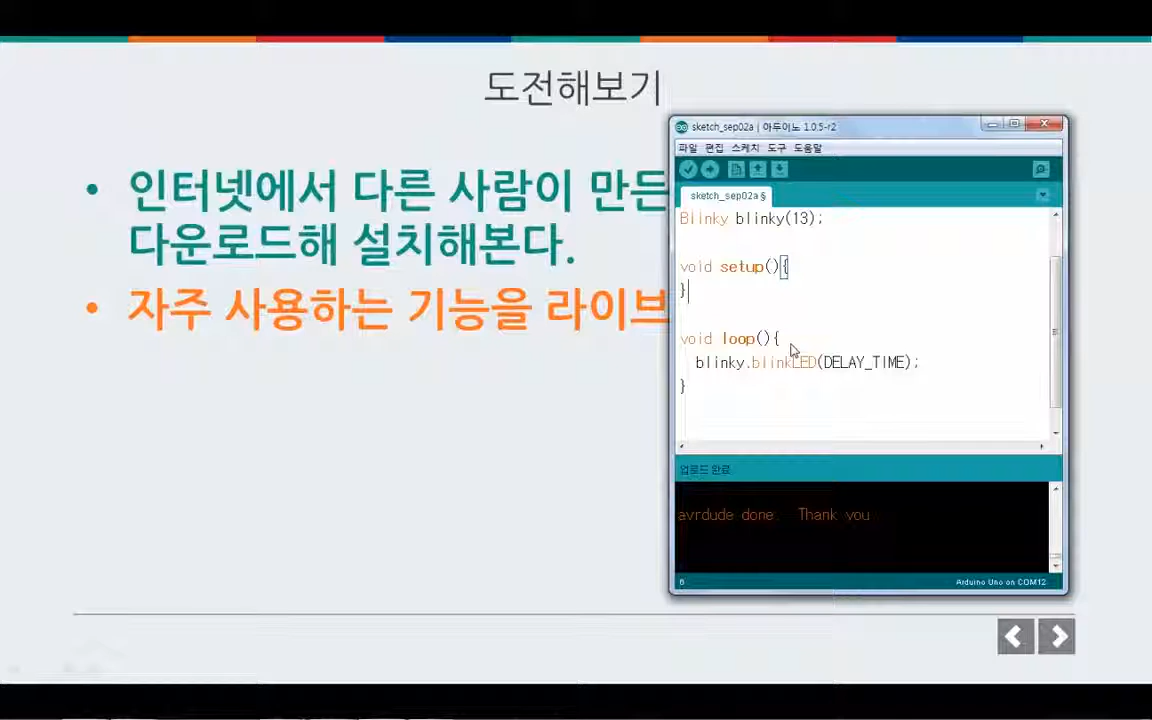 도전해보기
• 인터넷에서 다른 사람이 만든
다운로드해 설치해본다.
• 자주 사용하는 기능을 라이브
sketch_sep02a | 아두이노 1.0.5-r2
파일 편집 스케치 도구 도움말
sketch_sep02a §
Blinky blinky(13);
void setup(){
}
void loop(){
blinky.blinkLED(DELAY_TIME);
}
업로드 완료
avrdude done. Thank you.
6
Arduino Uno on COM12